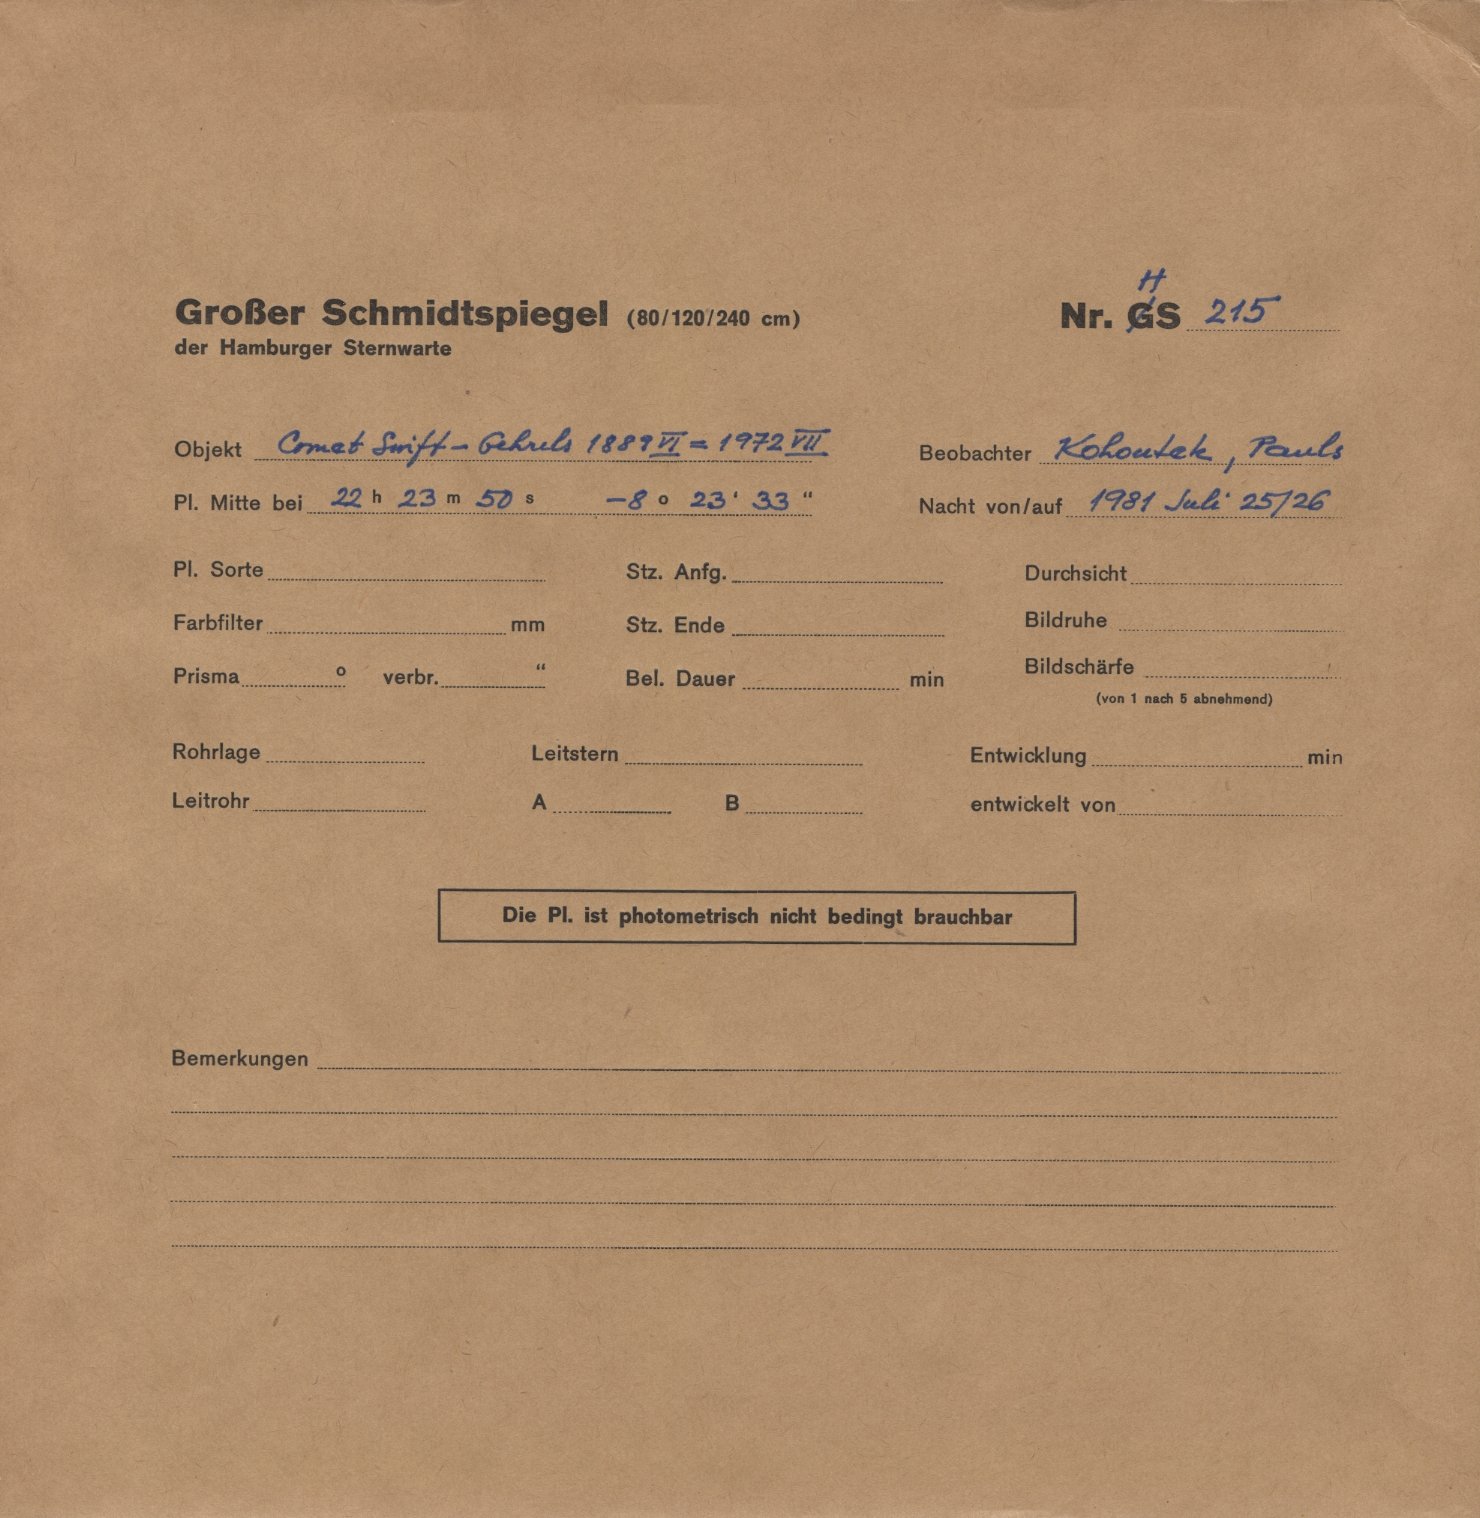 Großer Schmidtspiegel (80/120/240 cm)
der Hamburger Sternwarte
H
Nr. GS 215
Objekt Comet Swift – Gehrels 1889 VI = 1972 VII
Beobachter Kohoutek, Pauls
Pl. Mitte bei 22 h 23 m 50 s –8 o 23 ' 33 “
Nacht von/auf 1981 Juli 25/26
Pl. Sorte Stz. Anfg. Durchsicht
Farbfilter mm Stz. Ende Bildruhe
Prisma o verbr. “ Bel. Dauer min Bildschärfe
(von 1 nach 5 abnehmend)
Rohrlage Leitstern Entwicklung min
Leitrohr A B entwickelt von
Die Pl. ist photometrisch nicht bedingt brauchbar
Bemerkungen